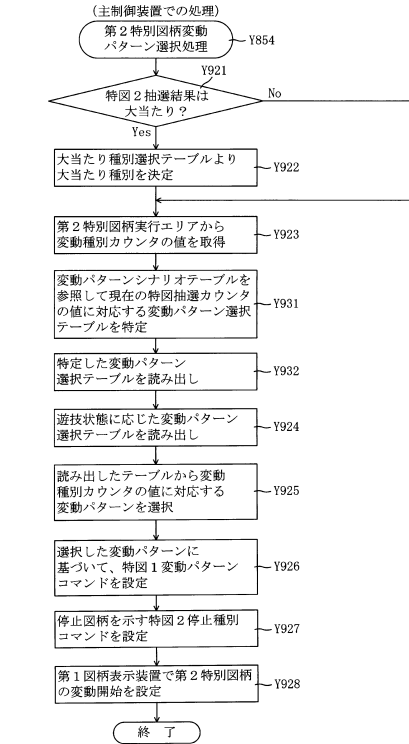 (主制御装置での処理)
第２特別図柄変動
パターン選択処理
Y854
Y921
特図２抽選結果は
大当たり？
No
Yes
大当たり種別選択テーブルより
大当たり種別を決定
Y922
第２特別図柄実行エリアから
変動種別カウンタの値を取得
Y923
変動パターンシナリオテーブルを
参照して現在の特図抽選カウンタ
の値に対応する変動パターン選択
テーブルを特定
Y931
特定した変動パターン
選択テーブルを読み出し
Y932
遊技状態に応じた変動パターン
選択テーブルを読み出し
Y924
読み出したテーブルから変動
種別カウンタの値に対応する
変動パターンを選択
Y925
選択した変動パターンに
基づいて、特図１変動パターン
コマンドを設定
Y926
停止図柄を示す特図２停止種別
コマンドを設定
Y927
第１図柄表示装置で第２特別図柄
の変動開始を設定
Y928
終 了